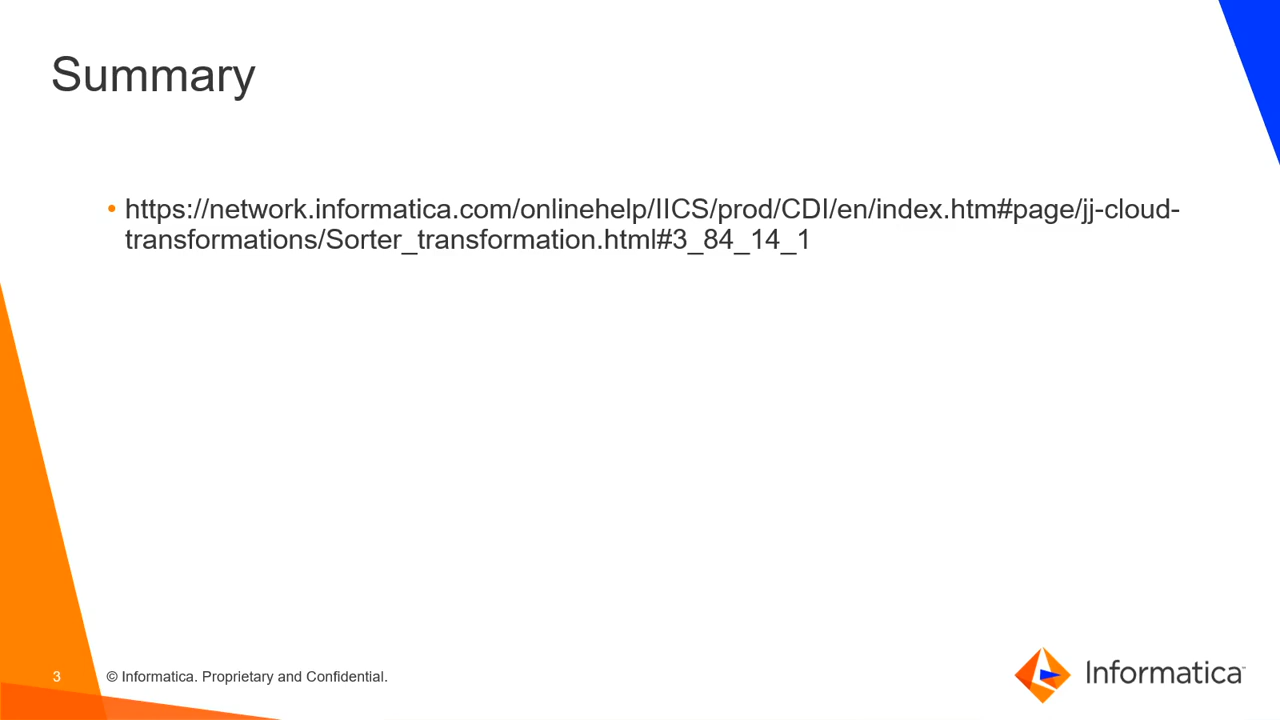 Summary
• https://network.informatica.com/onlinehelp/IICS/prod/CDI/en/index.htm#page/jj-cloud-
transformations/Sorter_transformation.html#3_84_14_1
3
© Informatica. Proprietary and Confidential.
Informatica™